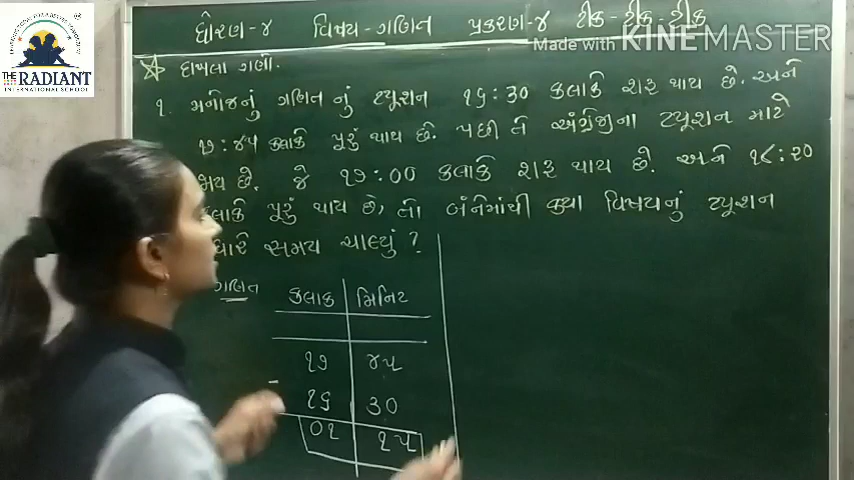 THE RADIANT
INTERNATIONAL SCHOOL
Made with KINEMASTER
ધોરણ-૪ વિષય-ગણિત પ્રકરણ-૪ ટીક-ટીક-ટીક
દાખલા ગણો.
૧. મનોજનું ગણિત નું ટ્યૂશન ૧૬:૩૦ કલાકે શરૂ થાય છે. અને
૧૭:૪૫ કલાકે પૂરું થાય છે. પછી તે અંગ્રેજીના ટ્યૂશન માટે
જાય છે. જે ૧૭:૦૦ કલાકે શરૂ થાય છે. અને ૧૮:૨૦
કલાકે પૂરું થાય છે, તો બંનેમાંથી કયા વિષયનું ટ્યૂશન
વધારે સમય ચાલ્યું?
ગણિત
કલાક મિનિટ
૧૭ ૪૫
- ૧૬ ૩૦
૦૧ ૧૫